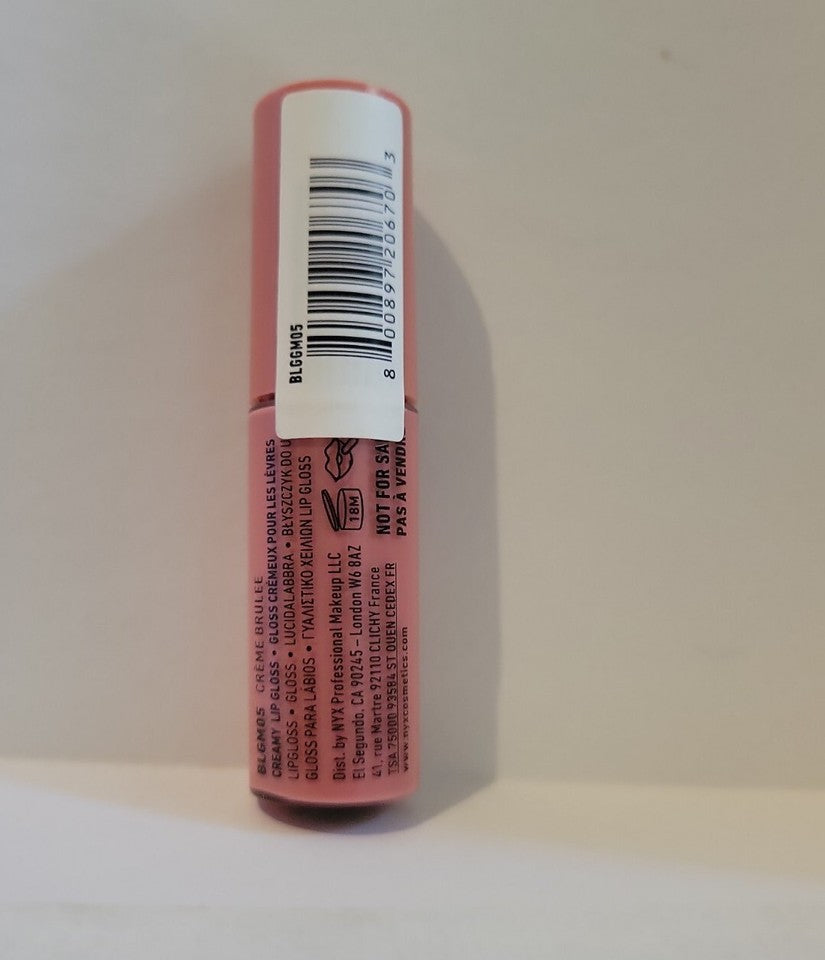 BLGGM05
8 00897 20670 3
BLGM05 CRÈME BRULEE
CREAMY LIP GLOSS • GLOSS CRÉMEUX POUR LES LÈVRES
LIPGLOSS • GLOSS • LUCIDALABBRA • BŁYSZCZYK DO U
GLOSS PARA LÁBIOS • ΓΥΑΛΙΣΤΙΚΟ ΧΕΙΛΙΩΝ LIP GLOSS
Dist. by NYX Professional Makeup LLC
El Segundo, CA 90245 – London W6 8AZ
41, rue Martre 92110 CLICHY France
TSA 75000 93584 ST OUEN CEDEX FR
www.nyxcosmetics.com
18M
NOT FOR SA
PAS À VENDR